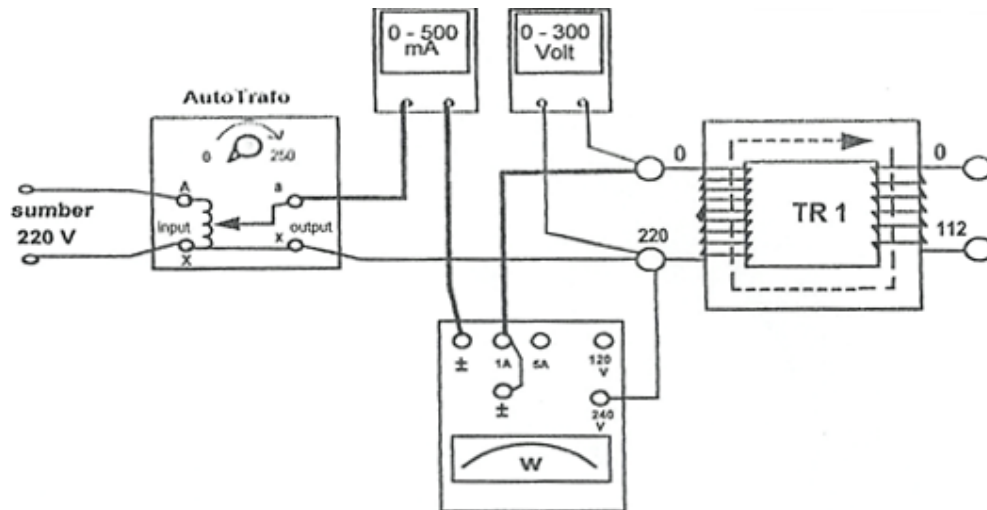 0 - 500
mA
0 - 300
Volt
AutoTrafo
0
250
A
a
sumber
220 V
input
output
X
x
0
220
TR 1
0
112
±
1A
5A
120
V
±
240
V
W